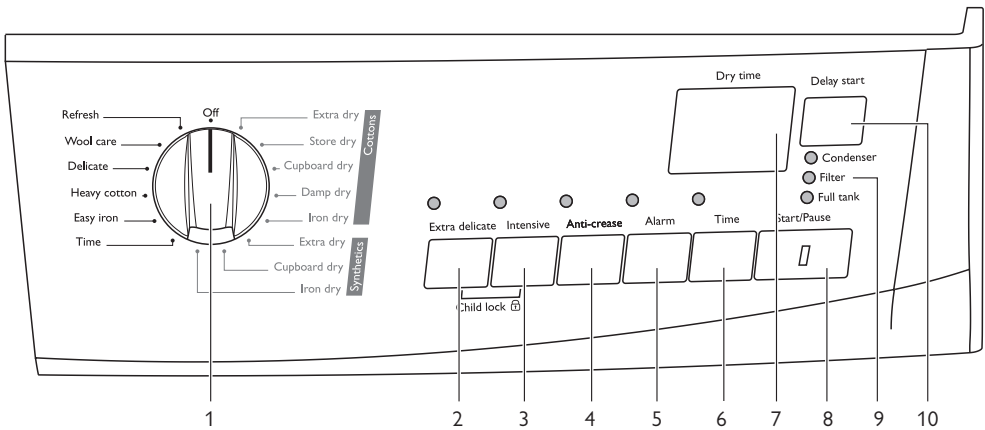 Off
Refresh
Wool care
Delicate
Heavy cotton
Easy iron
Time
Extra dry
Store dry
Cupboard dry
Damp dry
Iron dry
Cottons
Extra dry
Cupboard dry
Iron dry
Synthetics
Dry time
Delay start
Condenser
Filter
Full tank
Extra delicate
Intensive
Anti-crease
Alarm
Time
Start/Pause
Child lock
1 2 3 4 5 6 7 8 9 10